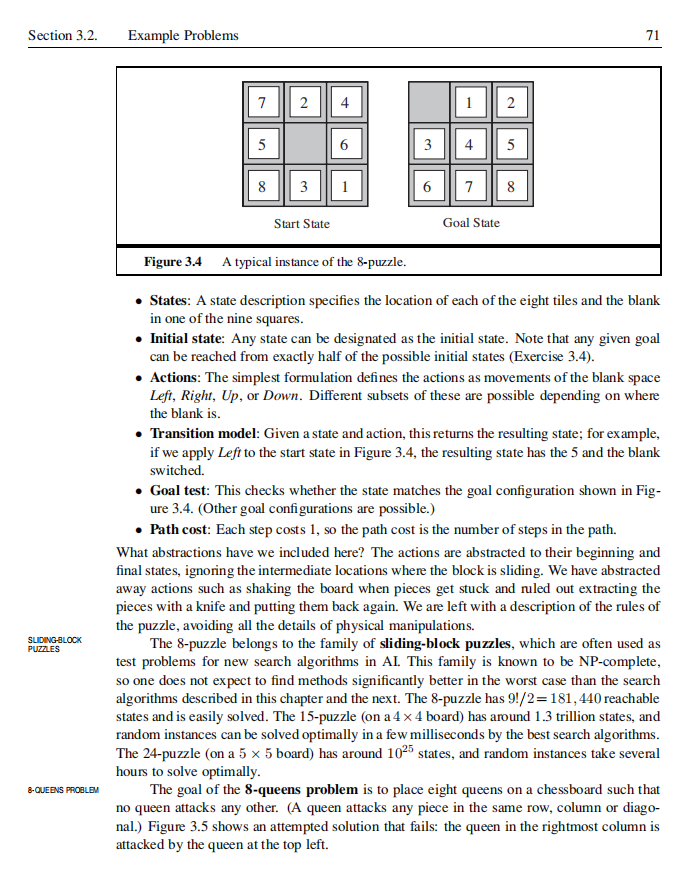 Section 3.2. Example Problems 71
7 2 4 1 2
5 6 3 4 5
8 3 1 6 7 8
Start State Goal State
Figure 3.4 A typical instance of the 8-puzzle.
• States: A state description specifies the location of each of the eight tiles and the blank
in one of the nine squares.
• Initial state: Any state can be designated as the initial state. Note that any given goal
can be reached from exactly half of the possible initial states (Exercise 3.4).
• Actions: The simplest formulation defines the actions as movements of the blank space
Left, Right, Up, or Down. Different subsets of these are possible depending on where
the blank is.
• Transition model: Given a state and action, this returns the resulting state; for example,
if we apply Left to the start state in Figure 3.4, the resulting state has the 5 and the blank
switched.
• Goal test: This checks whether the state matches the goal configuration shown in Fig-
ure 3.4. (Other goal configurations are possible.)
• Path cost: Each step costs 1, so the path cost is the number of steps in the path.
What abstractions have we included here? The actions are abstracted to their beginning and
final states, ignoring the intermediate locations where the block is sliding. We have abstracted
away actions such as shaking the board when pieces get stuck and ruled out extracting the
pieces with a knife and putting them back again. We are left with a description of the rules of
the puzzle, avoiding all the details of physical manipulations.
SLIDING-BLOCK
PUZZLES
The 8-puzzle belongs to the family of sliding-block puzzles, which are often used as
test problems for new search algorithms in AI. This family is known to be NP-complete,
so one does not expect to find methods significantly better in the worst case than the search
algorithms described in this chapter and the next. The 8-puzzle has 9!/2 = 181,440 reachable
states and is easily solved. The 15-puzzle (on a 4 × 4 board) has around 1.3 trillion states, and
random instances can be solved optimally in a few milliseconds by the best search algorithms.
The 24-puzzle (on a 5 × 5 board) has around 10²⁵ states, and random instances take several
hours to solve optimally.
8-QUEENS PROBLEM
The goal of the 8-queens problem is to place eight queens on a chessboard such that
no queen attacks any other. (A queen attacks any piece in the same row, column or diago-
nal.) Figure 3.5 shows an attempted solution that fails: the queen in the rightmost column is
attacked by the queen at the top left.